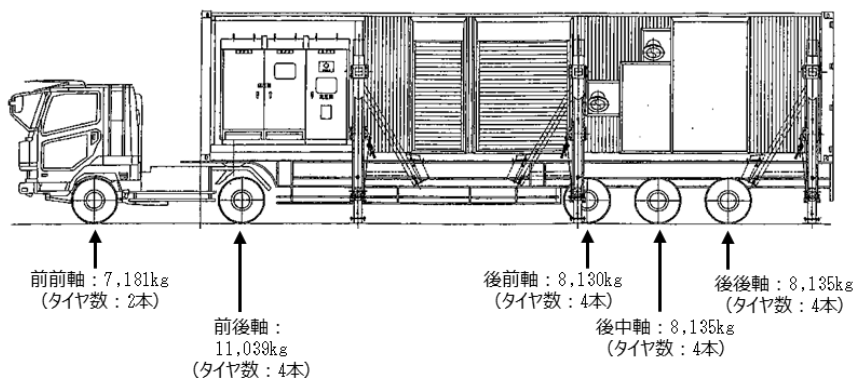 前前軸：7,181kg
（タイヤ数：2本）
前後軸：
11,039kg
（タイヤ数：4本）
後前軸：8,130kg
（タイヤ数：4本）
後中軸：8,135kg
（タイヤ数：4本）
後後軸：8,135kg
（タイヤ数：4本）